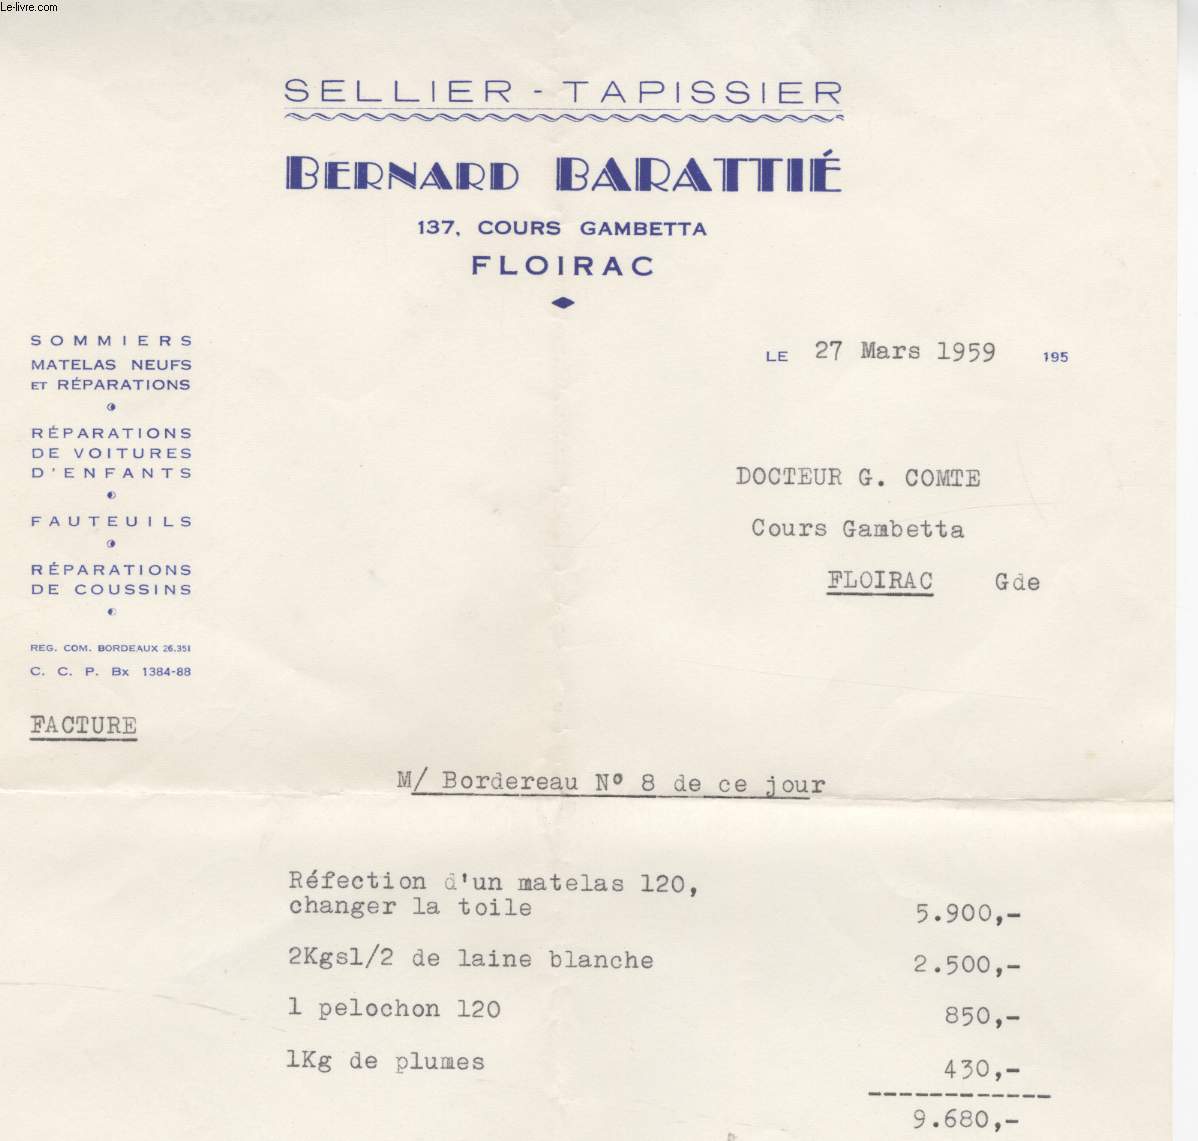 Le-livre.com
SELLIER - TAPISSIER
BERNARD BARATTIÉ
137, COURS GAMBETTA
FLOIRAC
SOMMIERS
MATELAS NEUFS
ET RÉPARATIONS
RÉPARATIONS
DE VOITURES
D'ENFANTS
FAUTEUILS
RÉPARATIONS
DE COUSSINS
REG. COM. BORDEAUX 26.351
C. C. P. Bx 1384-88
LE 27 Mars 1959 195
DOCTEUR G. COMTE
Cours Gambetta
FLOIRAC Gde
FACTURE
M/ Bordereau N° 8 de ce jour
Réfection d'un matelas 120,
changer la toile 5.900,-
2Kgs1/2 de laine blanche 2.500,-
1 pelochon 120 850,-
1Kg de plumes 430,-
------------
9.680,-